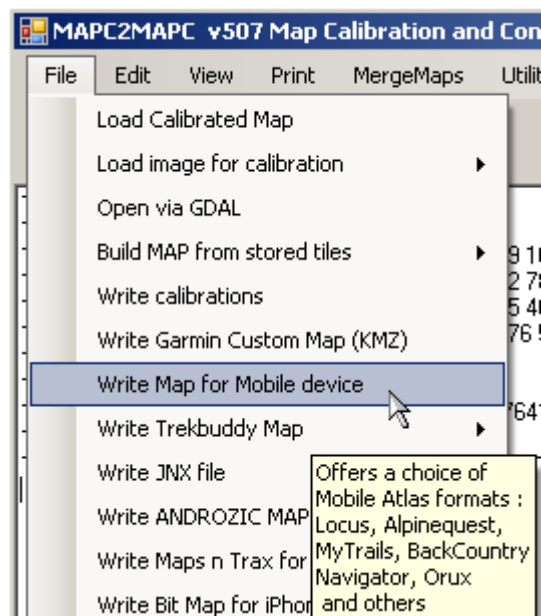 MAPC2MAPC v507 Map Calibration and Con
File Edit View Print MergeMaps Utilit
Load Calibrated Map
Load image for calibration
Open via GDAL
Build MAP from stored tiles
Write calibrations
Write Garmin Custom Map (KMZ)
Write Map for Mobile device
Write Trekbuddy Map
Write JNX file
Write ANDROZIC MAP
Write Maps n Trax for
Write Bit Map for iPhon
Offers a choice of
Mobile Atlas formats :
Locus, Alpinequest,
MyTrails, BackCountry
Navigator, Orux
and others